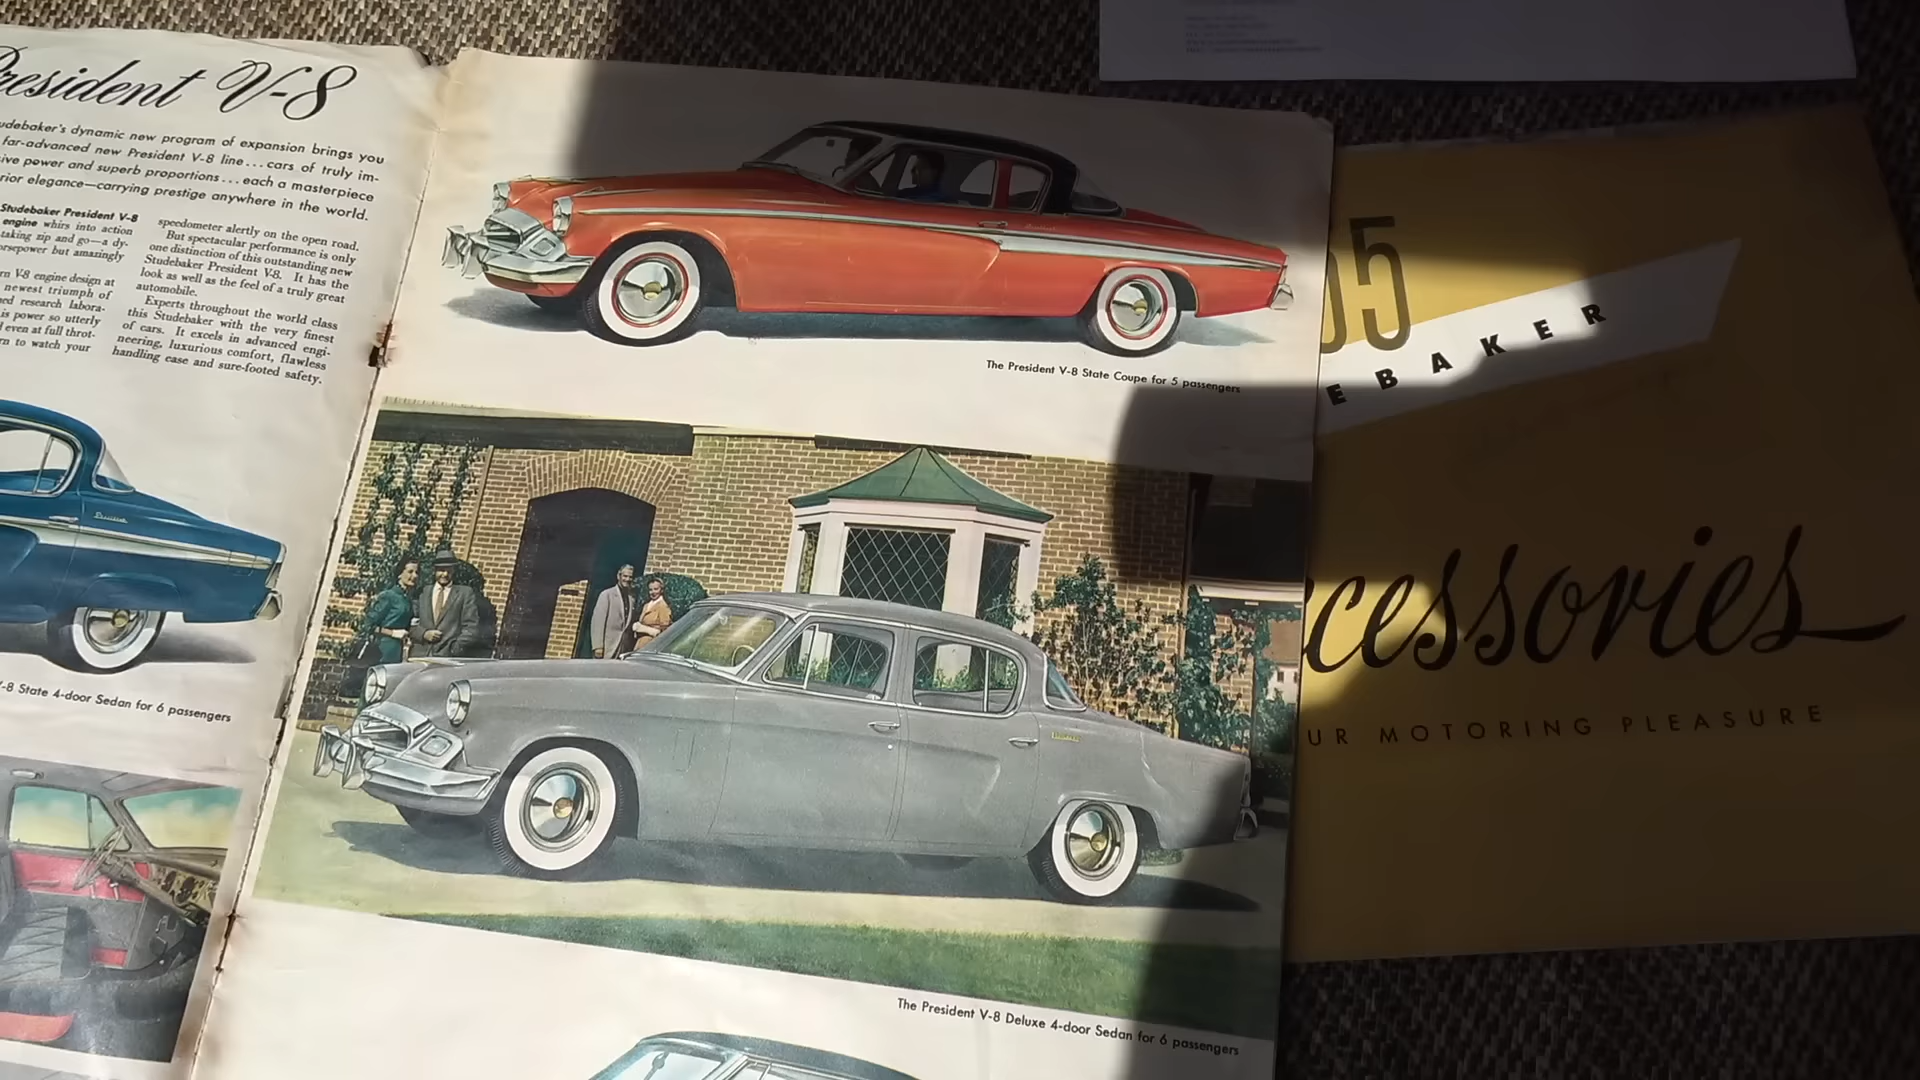 President V-8
udebaker's dynamic new program of expansion brings you
far-advanced new President V-8 line...cars of truly im-
ive power and superb proportions...each a masterpiece
rior elegance—carrying prestige anywhere in the world.
Studebaker President V-8
engine whirs into action
taking zip and go—a dy-
orsepower but amazingly
rn V-8 engine design at
newest triumph of
ed research labora-
is power so utterly
d even at full throt-
rn to watch your
speedometer alertly on the open road.
But spectacular performance is only
one distinction of this outstanding new
Studebaker President V-8. It has the
look as well as the feel of a truly great
automobile.
Experts throughout the world class
this Studebaker with the very finest
of cars. It excels in advanced engi-
neering, luxurious comfort, flawless
handling ease and sure-footed safety.
V-8 State 4-door Sedan for 6 passengers
The President V-8 State Coupe for 5 passengers
The President V-8 Deluxe 4-door Sedan for 6 passengers
55
EBAKER
ccessories
UR MOTORING PLEASURE